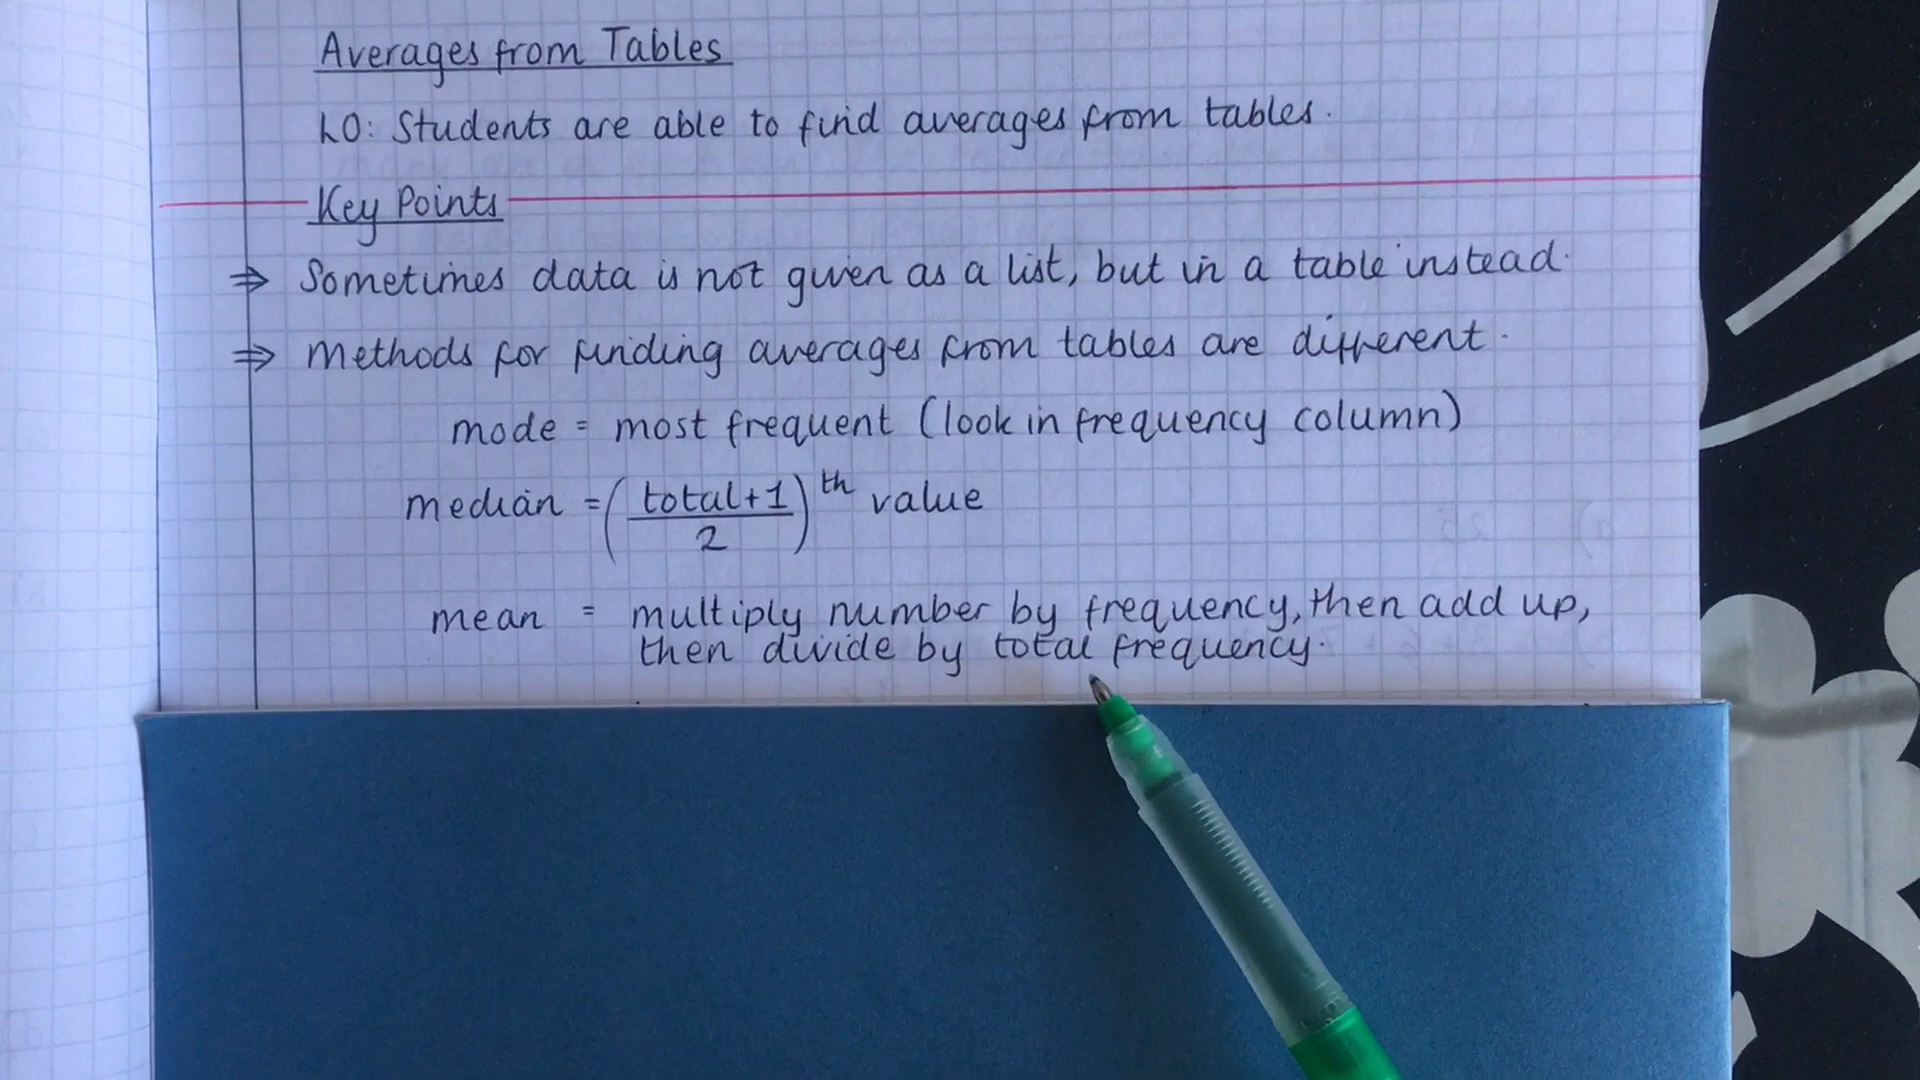 Averages from Tables
LO: Students are able to find averages from tables.
Key Points
⇒ Sometimes data is not given as a list, but in a table instead.
⇒ Methods for finding averages from tables are different.
mode = most frequent (look in frequency column)
median = (total+1/2)th value
mean = multiply number by frequency, then add up,
then divide by total frequency.